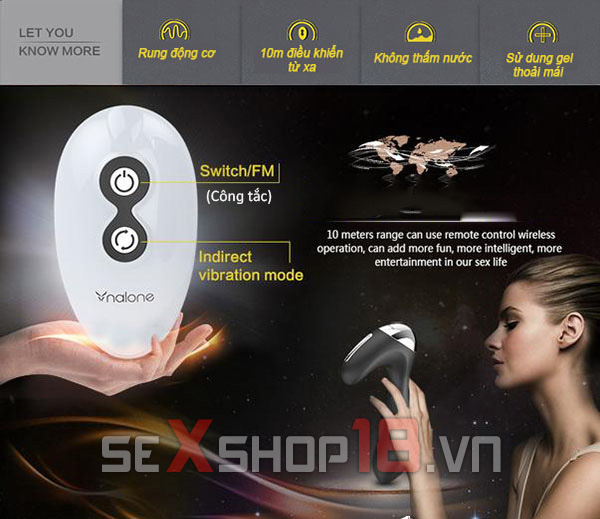 LET YOU
KNOW MORE
Rung động cơ
10m điều khiển
từ xa
Không thấm nước
Sử dung gel
thoải mái
Switch/FM
(Công tắc)
Indirect
vibration mode
nalone
10 meters range can use remote control wireless
operation, can add more fun, more intelligent, more
entertainment in our sex life
seXshop18.vn